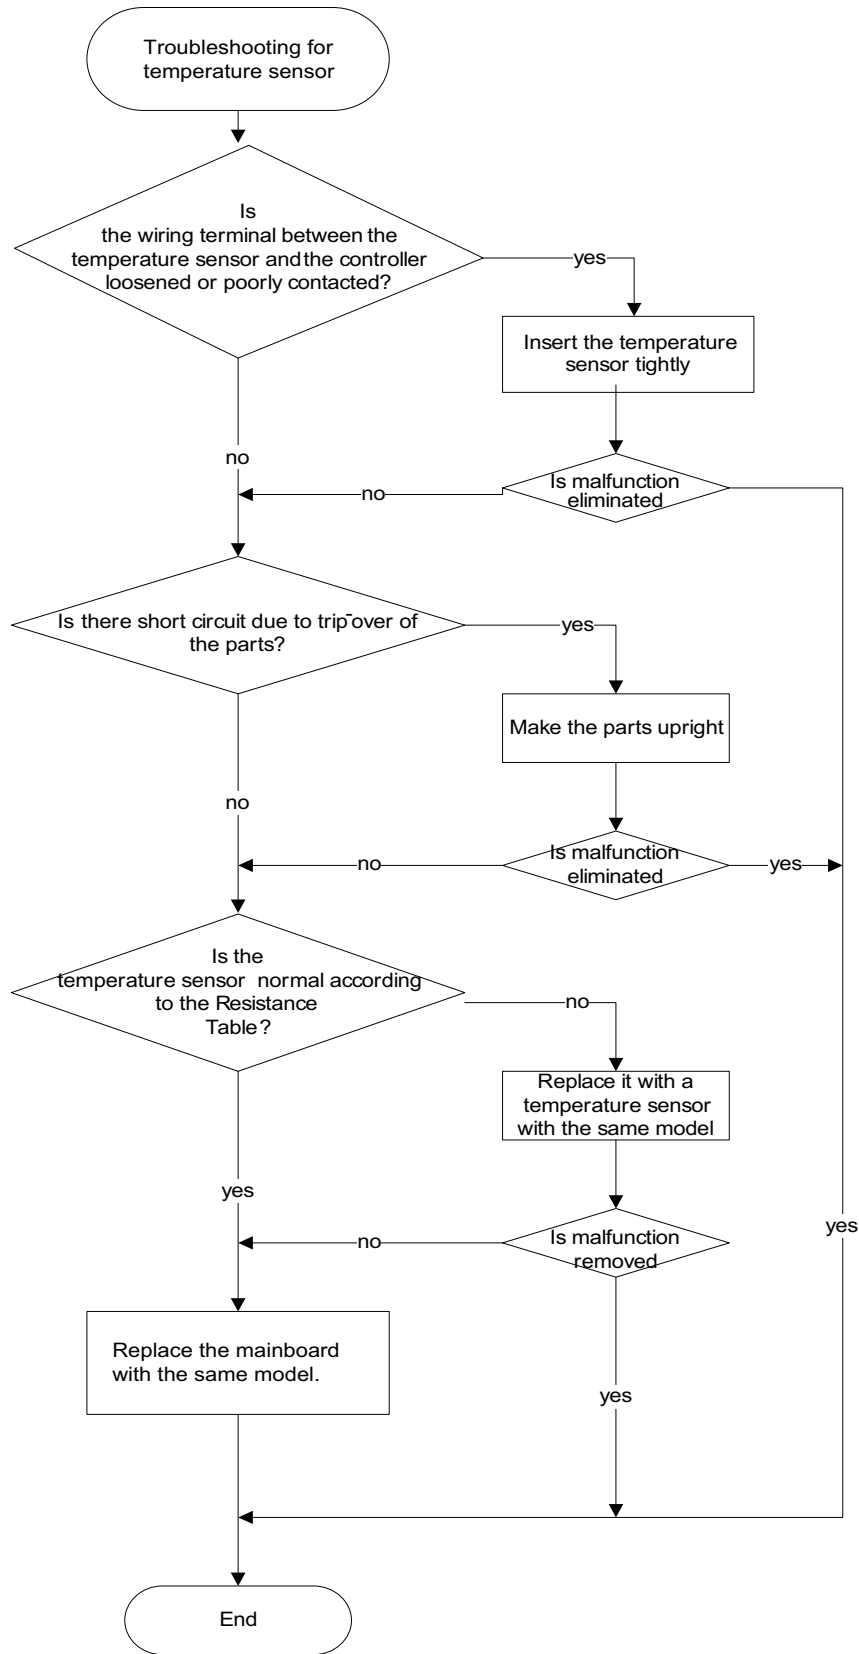 Troubleshooting for
temperature sensor
Is
the wiring terminal between the
temperature sensor and the controller
loosened or poorly contacted?
yes
Insert the temperature
sensor tightly
no
no
Is malfunction
eliminated
Is there short circuit due to trip-over of
the parts?
yes
Make the parts upright
no
no
Is malfunction
eliminated
yes
Is the
temperature sensor normal according
to the Resistance
Table?
no
Replace it with a
temperature sensor
with the same model
yes
no
Is malfunction
removed
yes
Replace the mainboard
with the same model.
yes
End